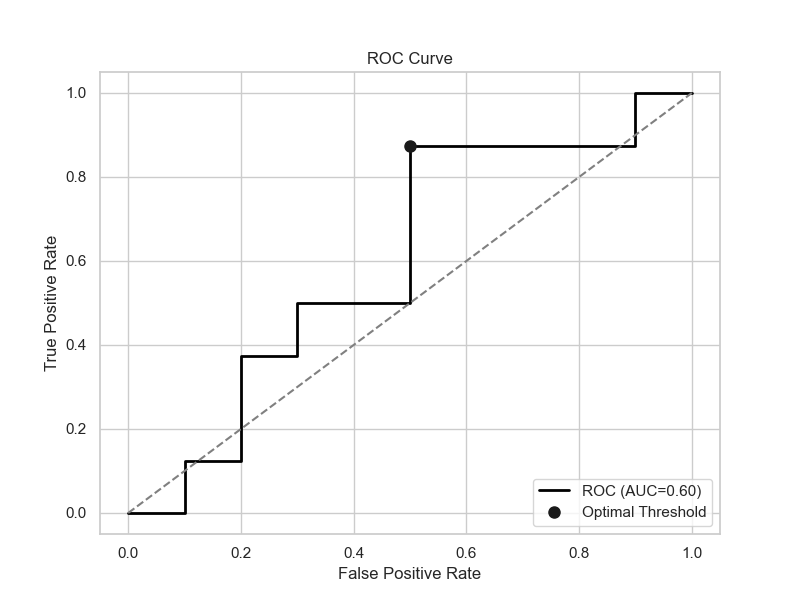 ROC Curve
True Positive Rate
1.0
0.8
0.6
0.4
0.2
0.0
0.0 0.2 0.4 0.6 0.8 1.0
False Positive Rate
ROC (AUC=0.60)
Optimal Threshold